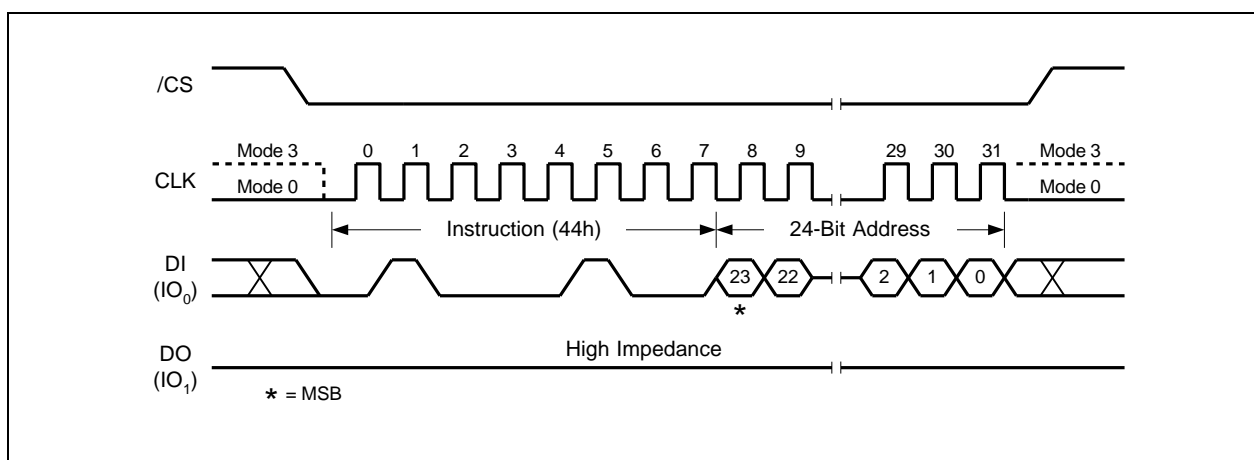 /CS
Mode 3
0 1 2 3 4 5 6 7 8 9 29 30 31
Mode 3
CLK
Mode 0
Mode 0
Instruction (44h)
24-Bit Address
DI
(IO0)
23 22 2 1 0
*
High Impedance
DO
(IO1)
* = MSB